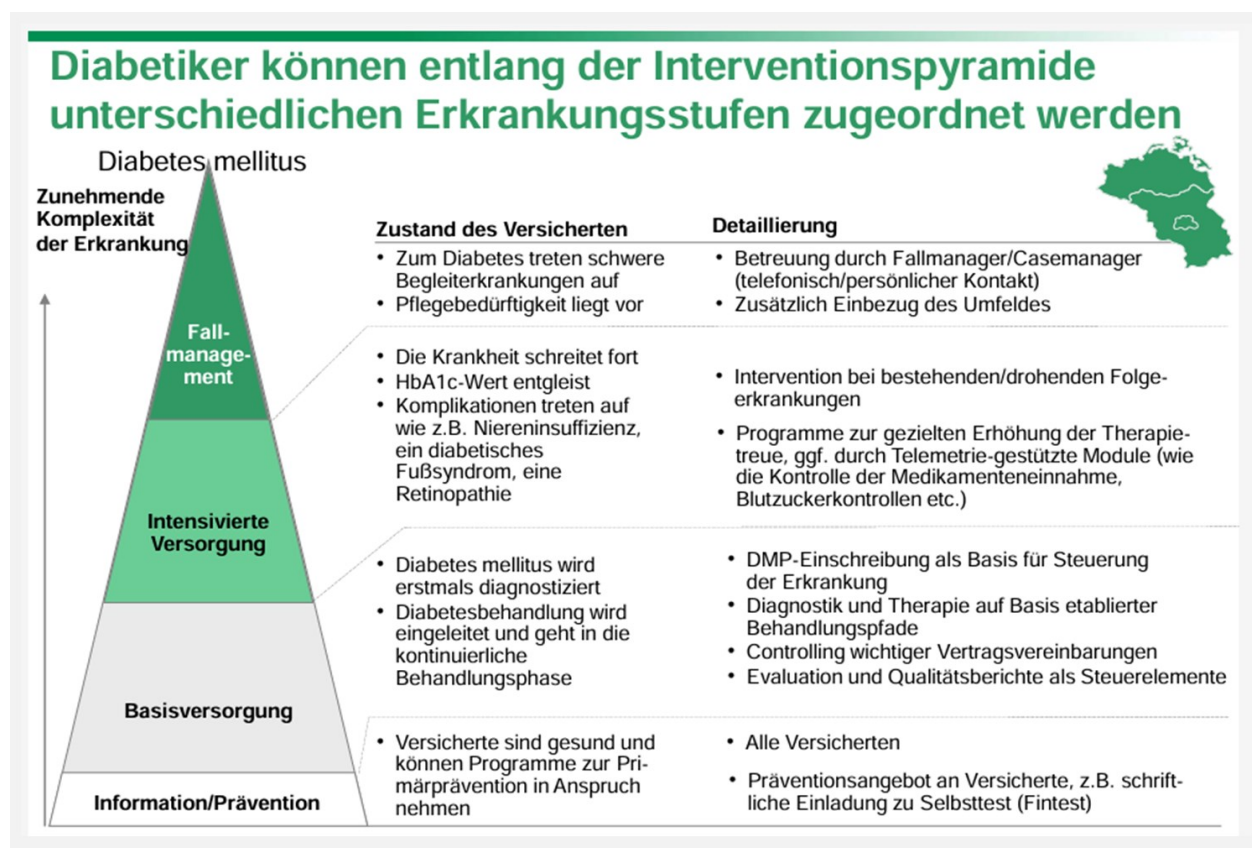 Diabetiker können entlang der Interventionspyramide
unterschiedlichen Erkrankungsstufen zugeordnet werden
Diabetes mellitus
Zunehmende
Komplexität
der Erkrankung
Fall-
manage-
ment
Intensivierte
Versorgung
Basisversorgung
Information/Prävention
Zustand des Versicherten
• Zum Diabetes treten schwere
Begleiterkrankungen auf
• Pflegebedürftigkeit liegt vor
• Die Krankheit schreitet fort
• HbA1c-Wert entgleist
• Komplikationen treten auf
wie z.B. Niereninsuffizienz,
ein diabetisches
Fußsyndrom, eine
Retinopathie
• Diabetes mellitus wird
erstmals diagnostiziert
• Diabetesbehandlung wird
eingeleitet und geht in die
kontinuierliche
Behandlungsphase
• Versicherte sind gesund und
können Programme zur Pri-
märprävention in Anspruch
nehmen
Detaillierung
• Betreuung durch Fallmanager/Casemanager
(telefonisch/persönlicher Kontakt)
• Zusätzlich Einbezug des Umfeldes
• Intervention bei bestehenden/drohenden Folge-
erkrankungen
• Programme zur gezielten Erhöhung der Therapie-
treue, ggf. durch Telemetrie-gestützte Module (wie
die Kontrolle der Medikamenteneinnahme,
Blutzuckerkontrollen etc.)
• DMP-Einschreibung als Basis für Steuerung
der Erkrankung
• Diagnostik und Therapie auf Basis etablierter
Behandlungspfade
• Controlling wichtiger Vertragsvereinbarungen
• Evaluation und Qualitätsberichte als Steuerelemente
• Alle Versicherten
• Präventionsangebot an Versicherte, z.B. schrift-
liche Einladung zu Selbsttest (Fintest)